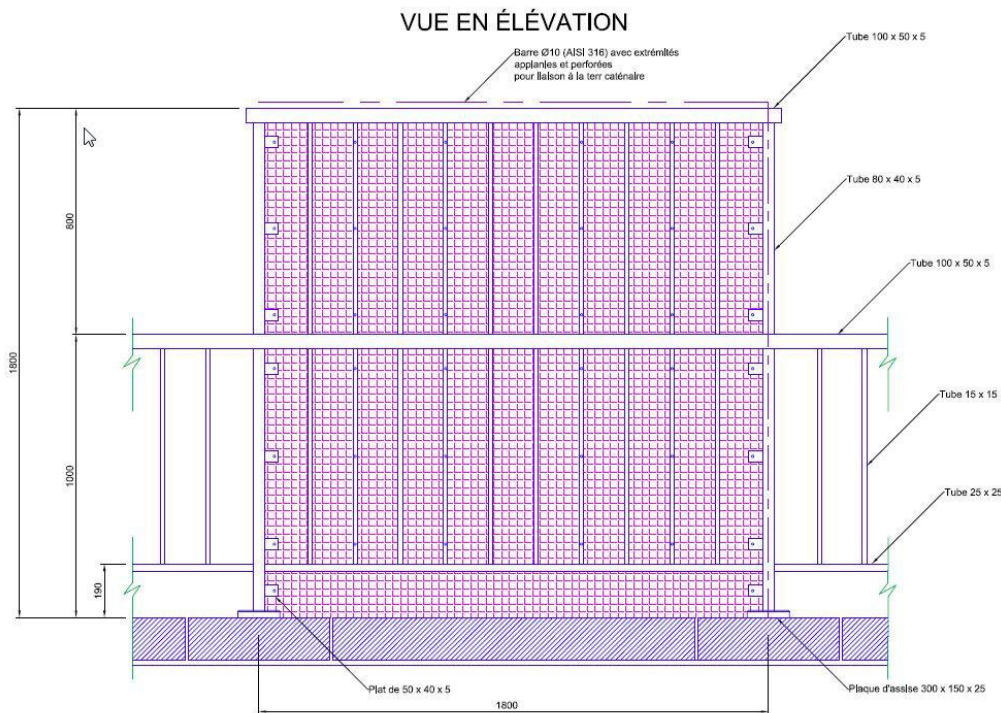 VUE EN ÉLÉVATION
Barre Ø10 (AISI 316) avec extrémités
applanies et perforées
pour liaison à la terr caténaire
Tube 100 x 50 x 5
Tube 80 x 40 x 5
Tube 100 x 50 x 5
Tube 15 x 15
Tube 25 x 25
800
1800
1000
190
Plat de 50 x 40 x 5
Plaque d'assise 300 x 150 x 25
1800